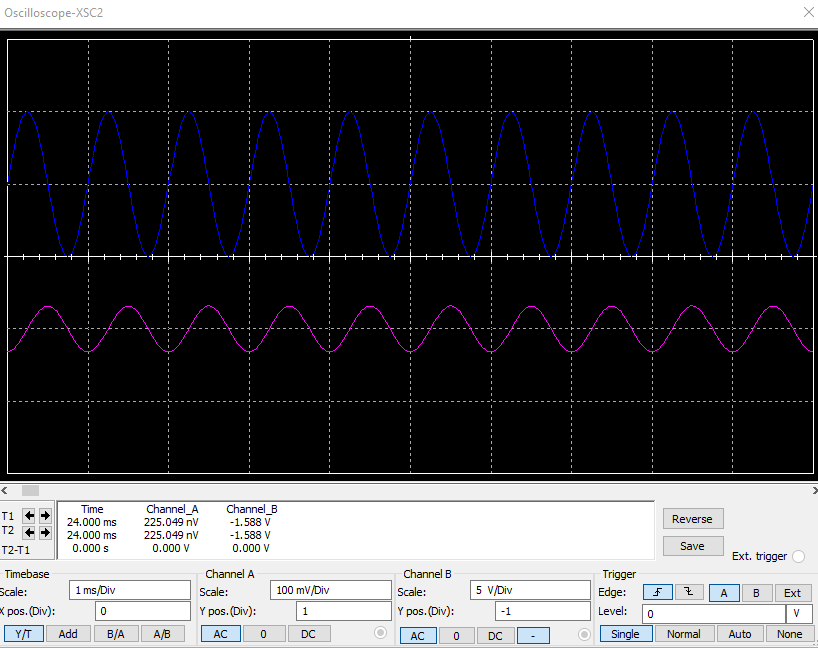 Oscilloscope-XSC2
Time Channel_A Channel_B
T1 24.000 ms 225.049 nV -1.588 V
T2 24.000 ms 225.049 nV -1.588 V
T2-T1 0.000 s 0.000 V 0.000 V
Reverse
Save
Ext. trigger
Timebase
Scale: 1 ms/Div
X pos.(Div): 0
Y/T Add B/A A/B
Channel A
Scale: 100 mV/Div
Y pos.(Div): 1
AC 0 DC
Channel B
Scale: 5 V/Div
Y pos.(Div): -1
AC 0 DC -
Trigger
Edge: A B Ext
Level: 0 V
Single Normal Auto None